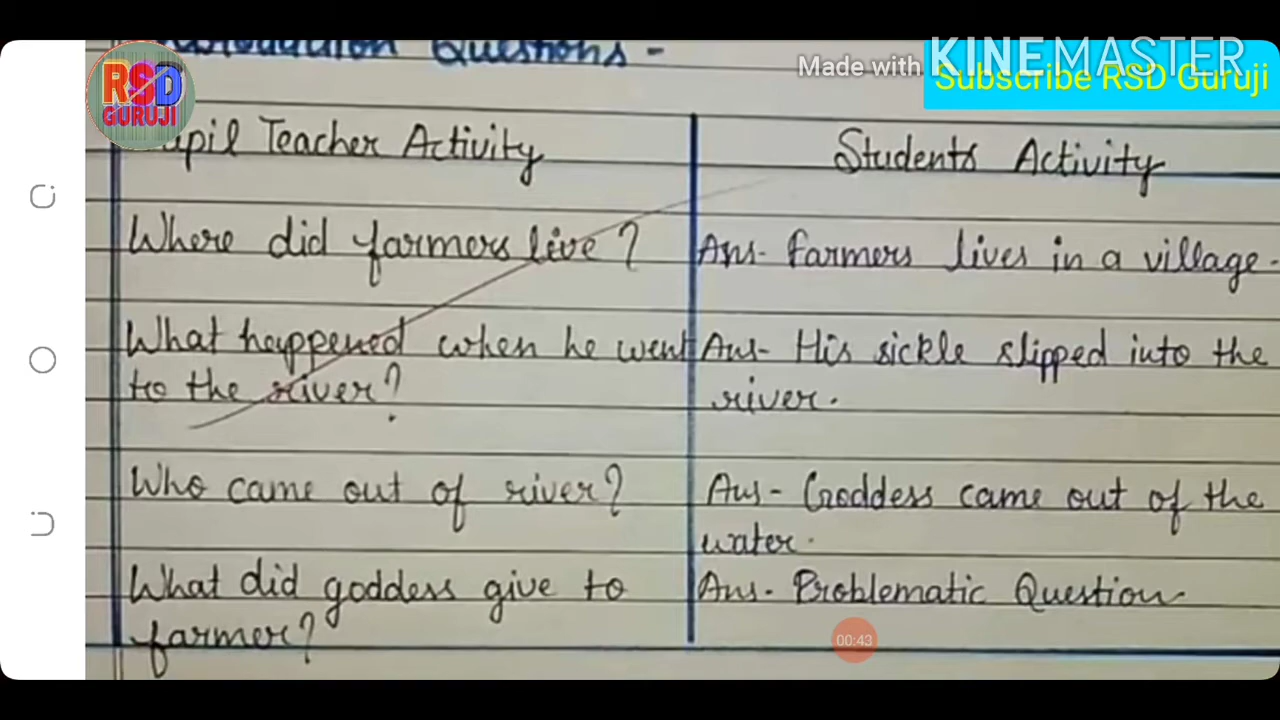 Questions -
Made with KINEMASTER
Subscribe RSD Guruji
RSD
GURUJI
Teacher Activity
Students Activity
Where did farmers live?
Ans- Farmers lives in a village.
What happened when he went
to the river?
Ans- His sickle slipped into the
river.
Who came out of river?
Ans- Goddess came out of the
water.
What did goddess give to
farmer?
Ans- Problematic Question
00:43